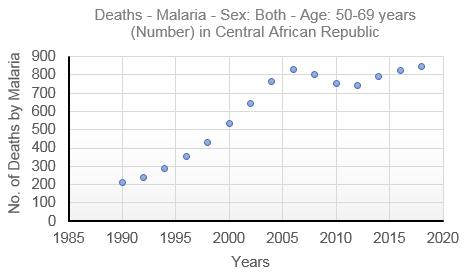 Deaths - Malaria - Sex: Both - Age: 50-69 years
(Number) in Central African Republic
No. of Deaths by Malaria
900
800
700
600
500
400
300
200
100
0
1985 1990 1995 2000 2005 2010 2015 2020
Years